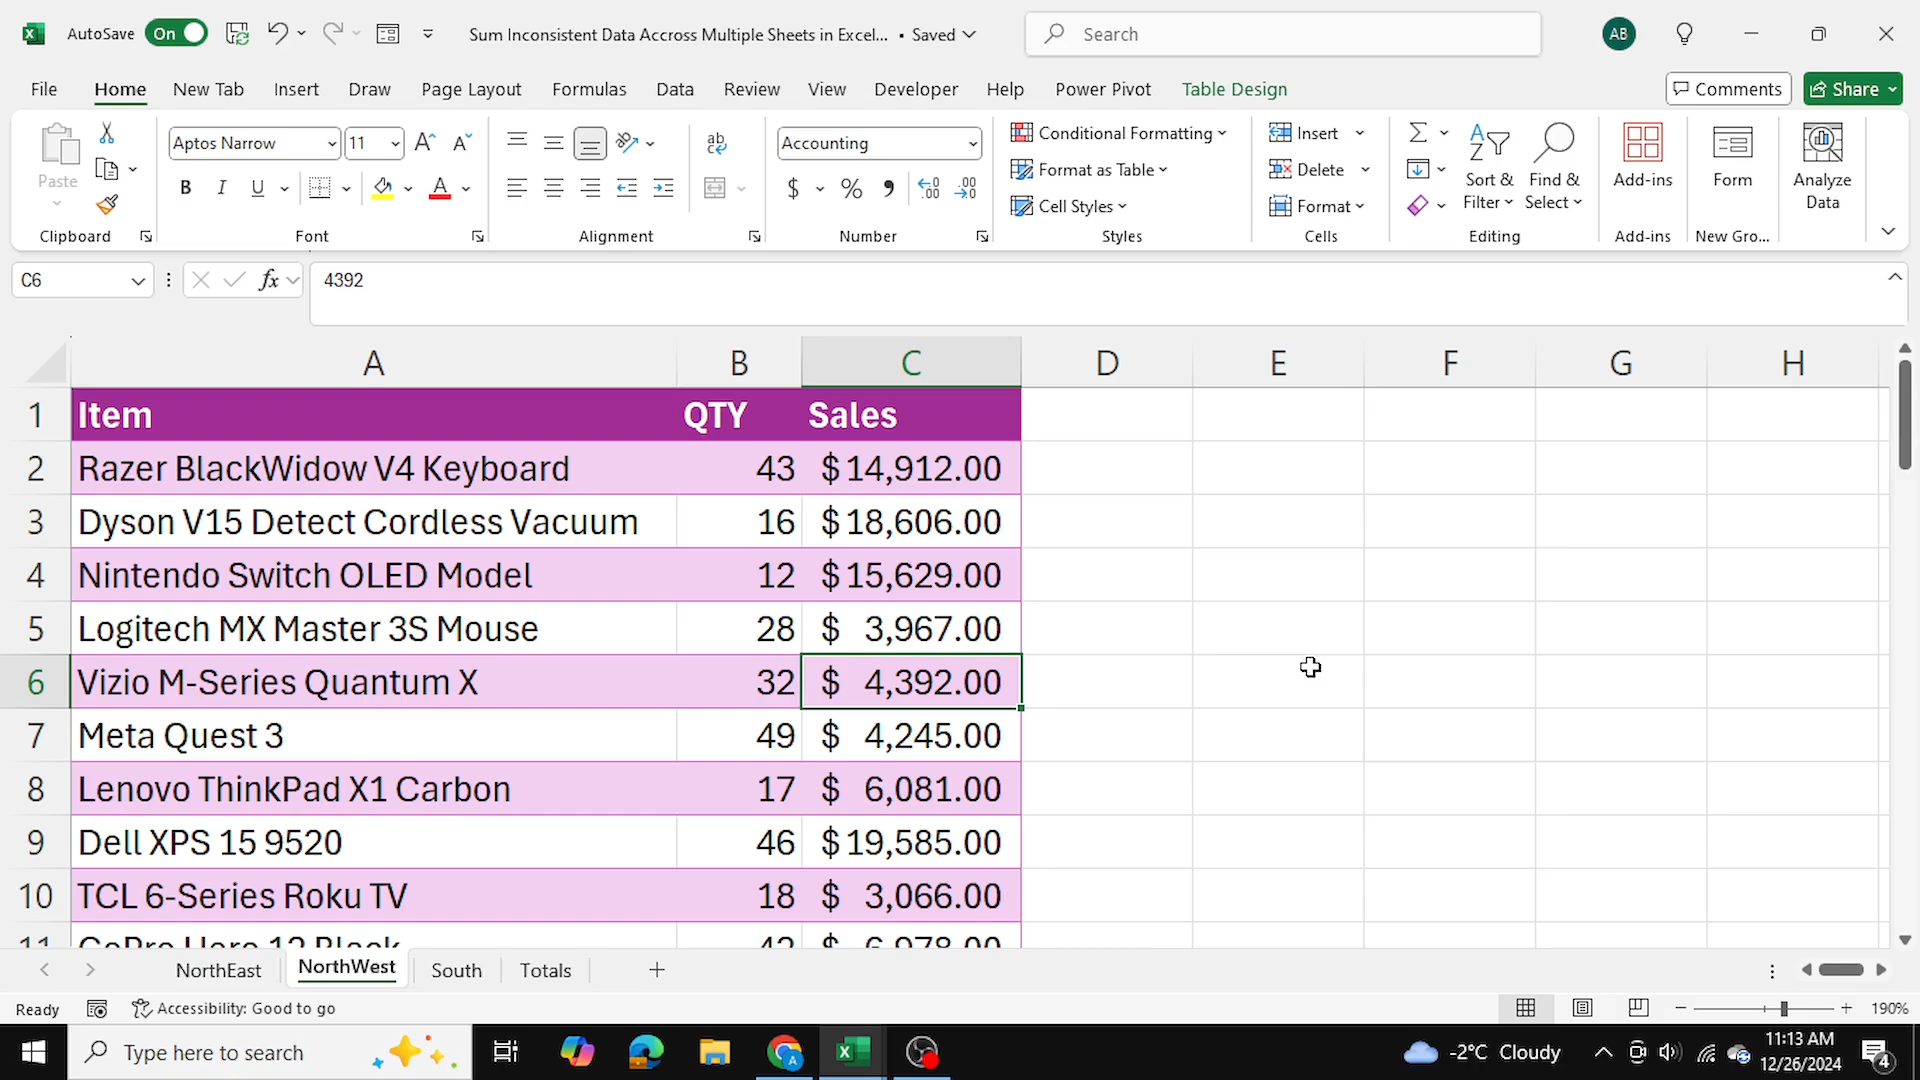 AutoSave On Sum Inconsistent Data Accross Multiple Sheets in Excel... • Saved Search AB
File Home New Tab Insert Draw Page Layout Formulas Data Review View Developer Help Power Pivot Table Design Comments Share
Paste
Clipboard
Aptos Narrow 11
B I U
Font
Alignment
Accounting
$ % 9
Number
Conditional Formatting
Format as Table
Cell Styles
Styles
Insert
Delete
Format
Cells
Sort & Filter
Find & Select
Editing
Add-ins
Add-ins
Form
New Gro...
Analyze Data
C6 fx 4392
A B C D E F G H
1 Item QTY Sales
2 Razer BlackWidow V4 Keyboard 43 $14,912.00
3 Dyson V15 Detect Cordless Vacuum 16 $18,606.00
4 Nintendo Switch OLED Model 12 $15,629.00
5 Logitech MX Master 3S Mouse 28 $ 3,967.00
6 Vizio M-Series Quantum X 32 $ 4,392.00
7 Meta Quest 3 49 $ 4,245.00
8 Lenovo ThinkPad X1 Carbon 17 $ 6,081.00
9 Dell XPS 15 9520 46 $19,585.00
10 TCL 6-Series Roku TV 18 $ 3,066.00
11 GoPro Hero 12 Black 42 $ 6,978.00
NorthEast NorthWest South Totals
Ready Accessibility: Good to go 190%
Type here to search -2°C Cloudy 11:13 AM
12/26/2024 4